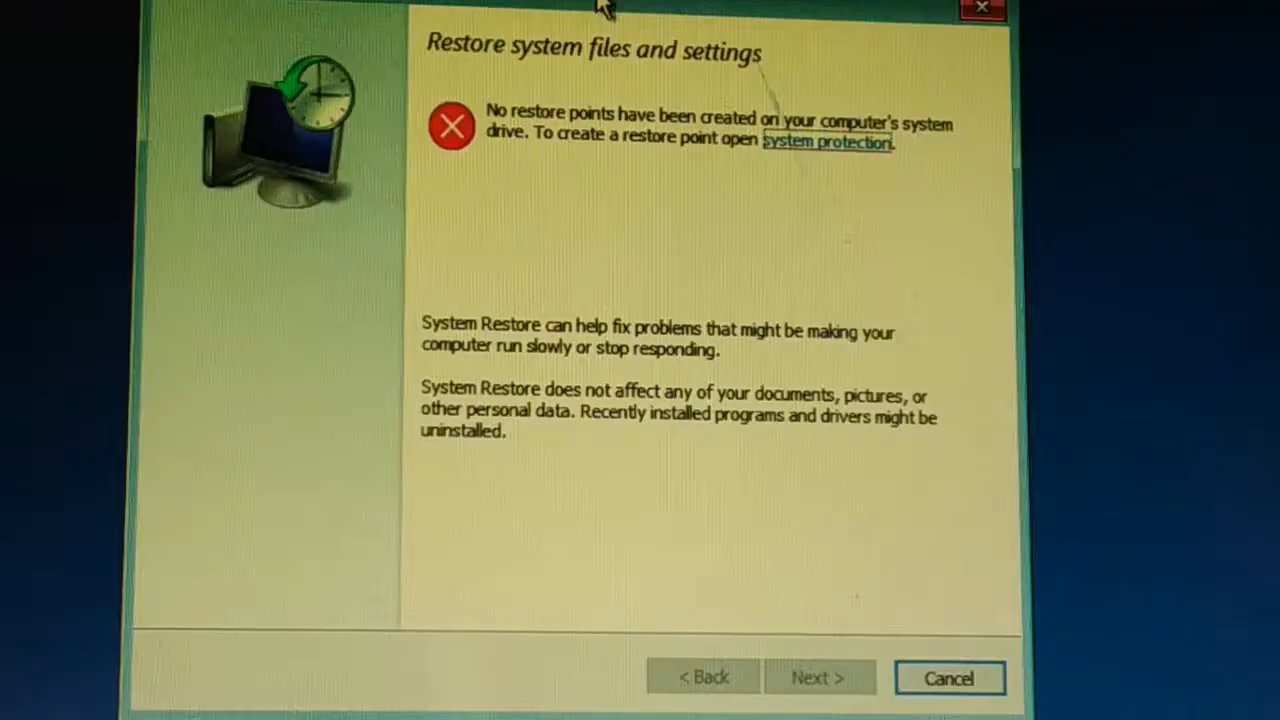 Restore system files and settings
No restore points have been created on your computer's system
drive. To create a restore point open system protection.
System Restore can help fix problems that might be making your
computer run slowly or stop responding.
System Restore does not affect any of your documents, pictures, or
other personal data. Recently installed programs and drivers might be
uninstalled.
< Back
Next >
Cancel